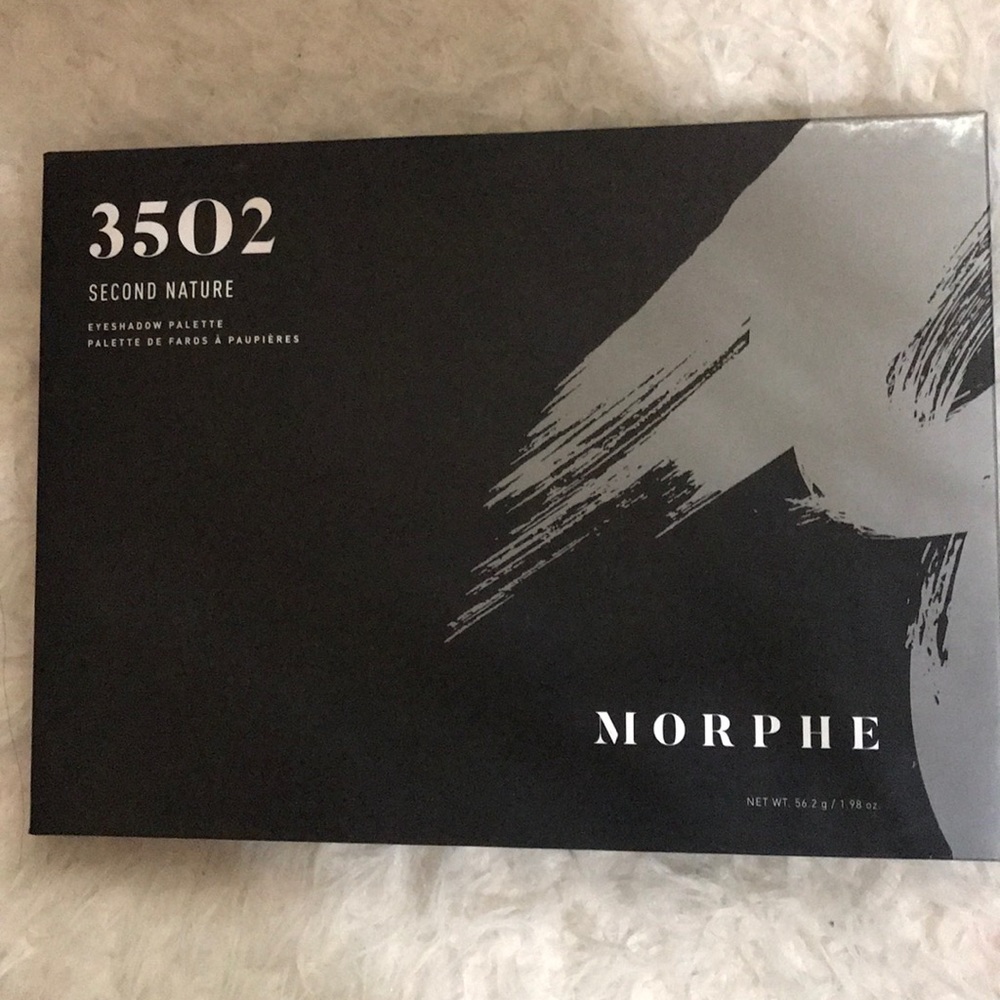 35O2
SECOND NATURE
EYESHADOW PALETTE
PALETTE DE FARDS À PAUPIÈRES
MORPHE
NET WT. 56.2 g / 1.98 oz.